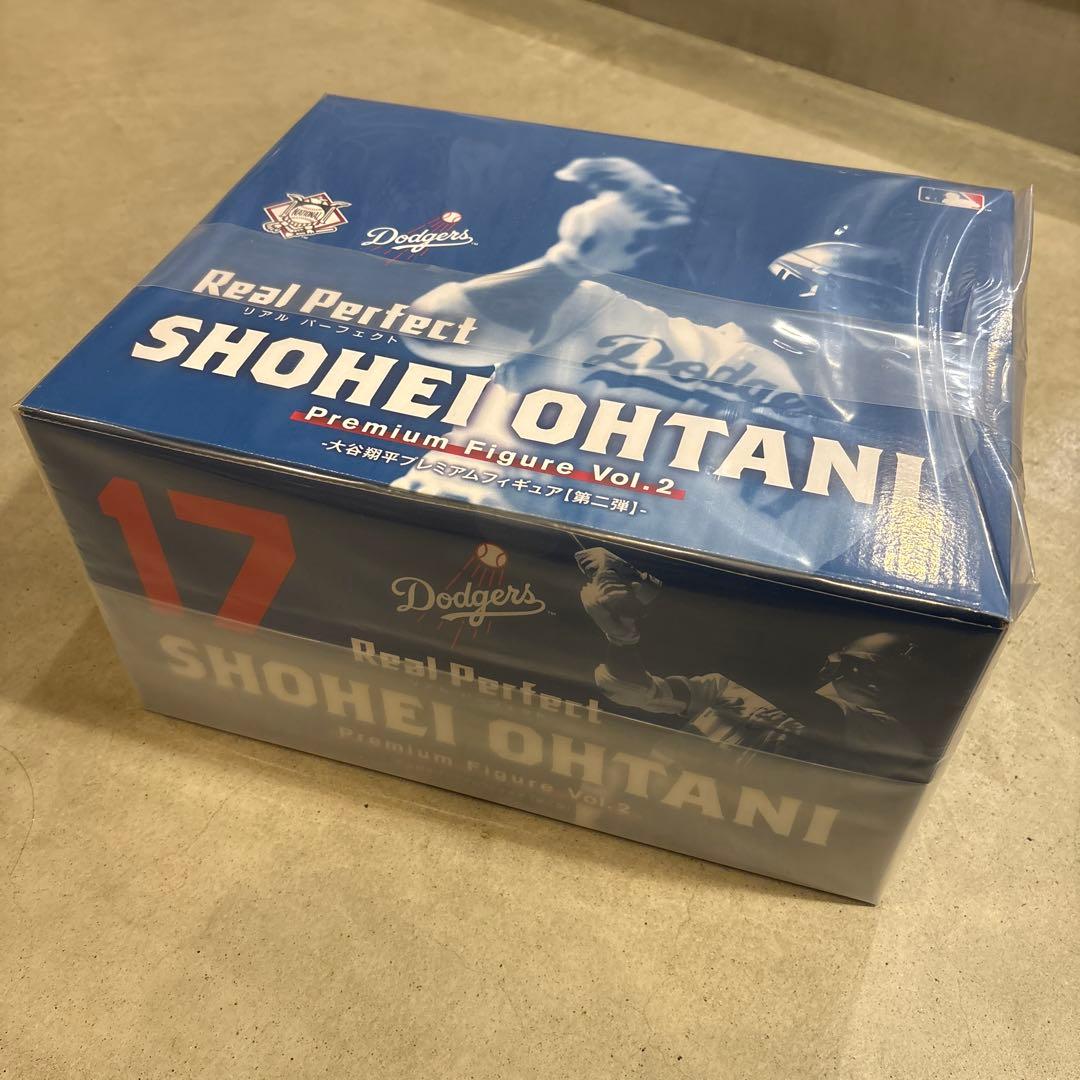 NATIONAL
Dodgers
Real Perfect
リアル パーフェクト
SHOHEI OHTANI
Premium Figure Vol.2
-大谷翔平プレミアムフィギュア【第二弾】-
Dodgers
17
Dodgers
Real Perfect
SHOHEI OHTANI
Premium Figure Vol.2